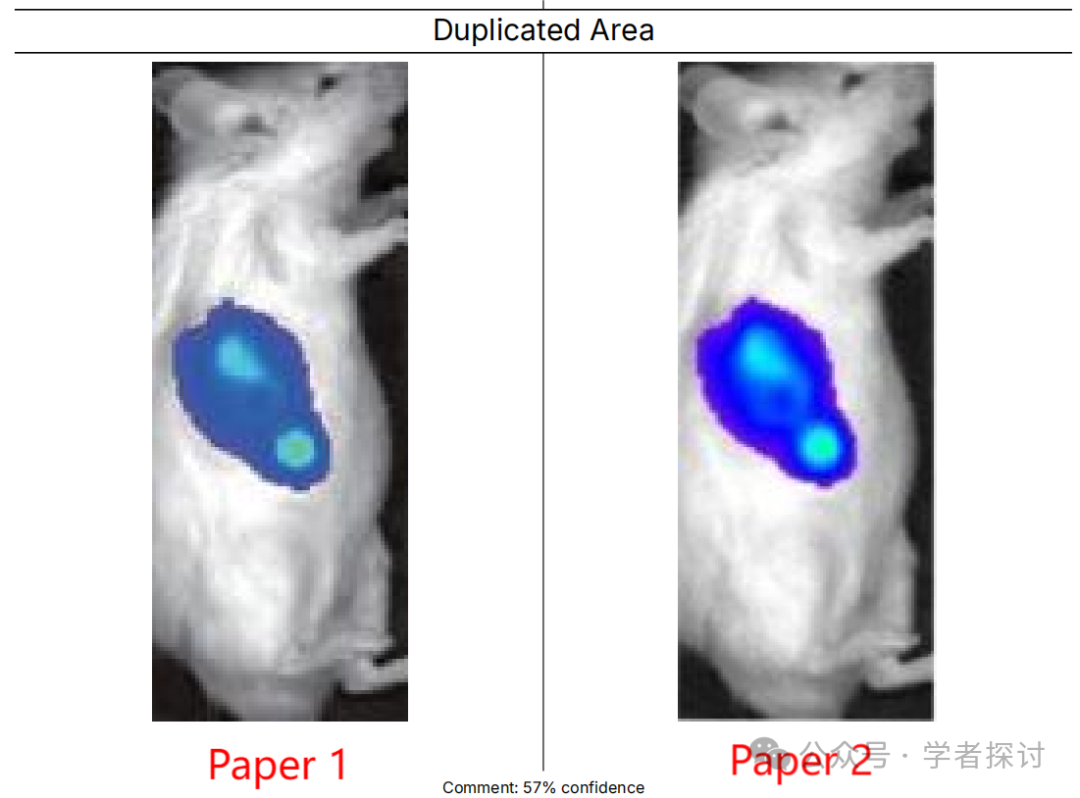 Duplicated Area
Paper 1
Paper 2
公众号 · 学者探讨
Comment: 57% confidence